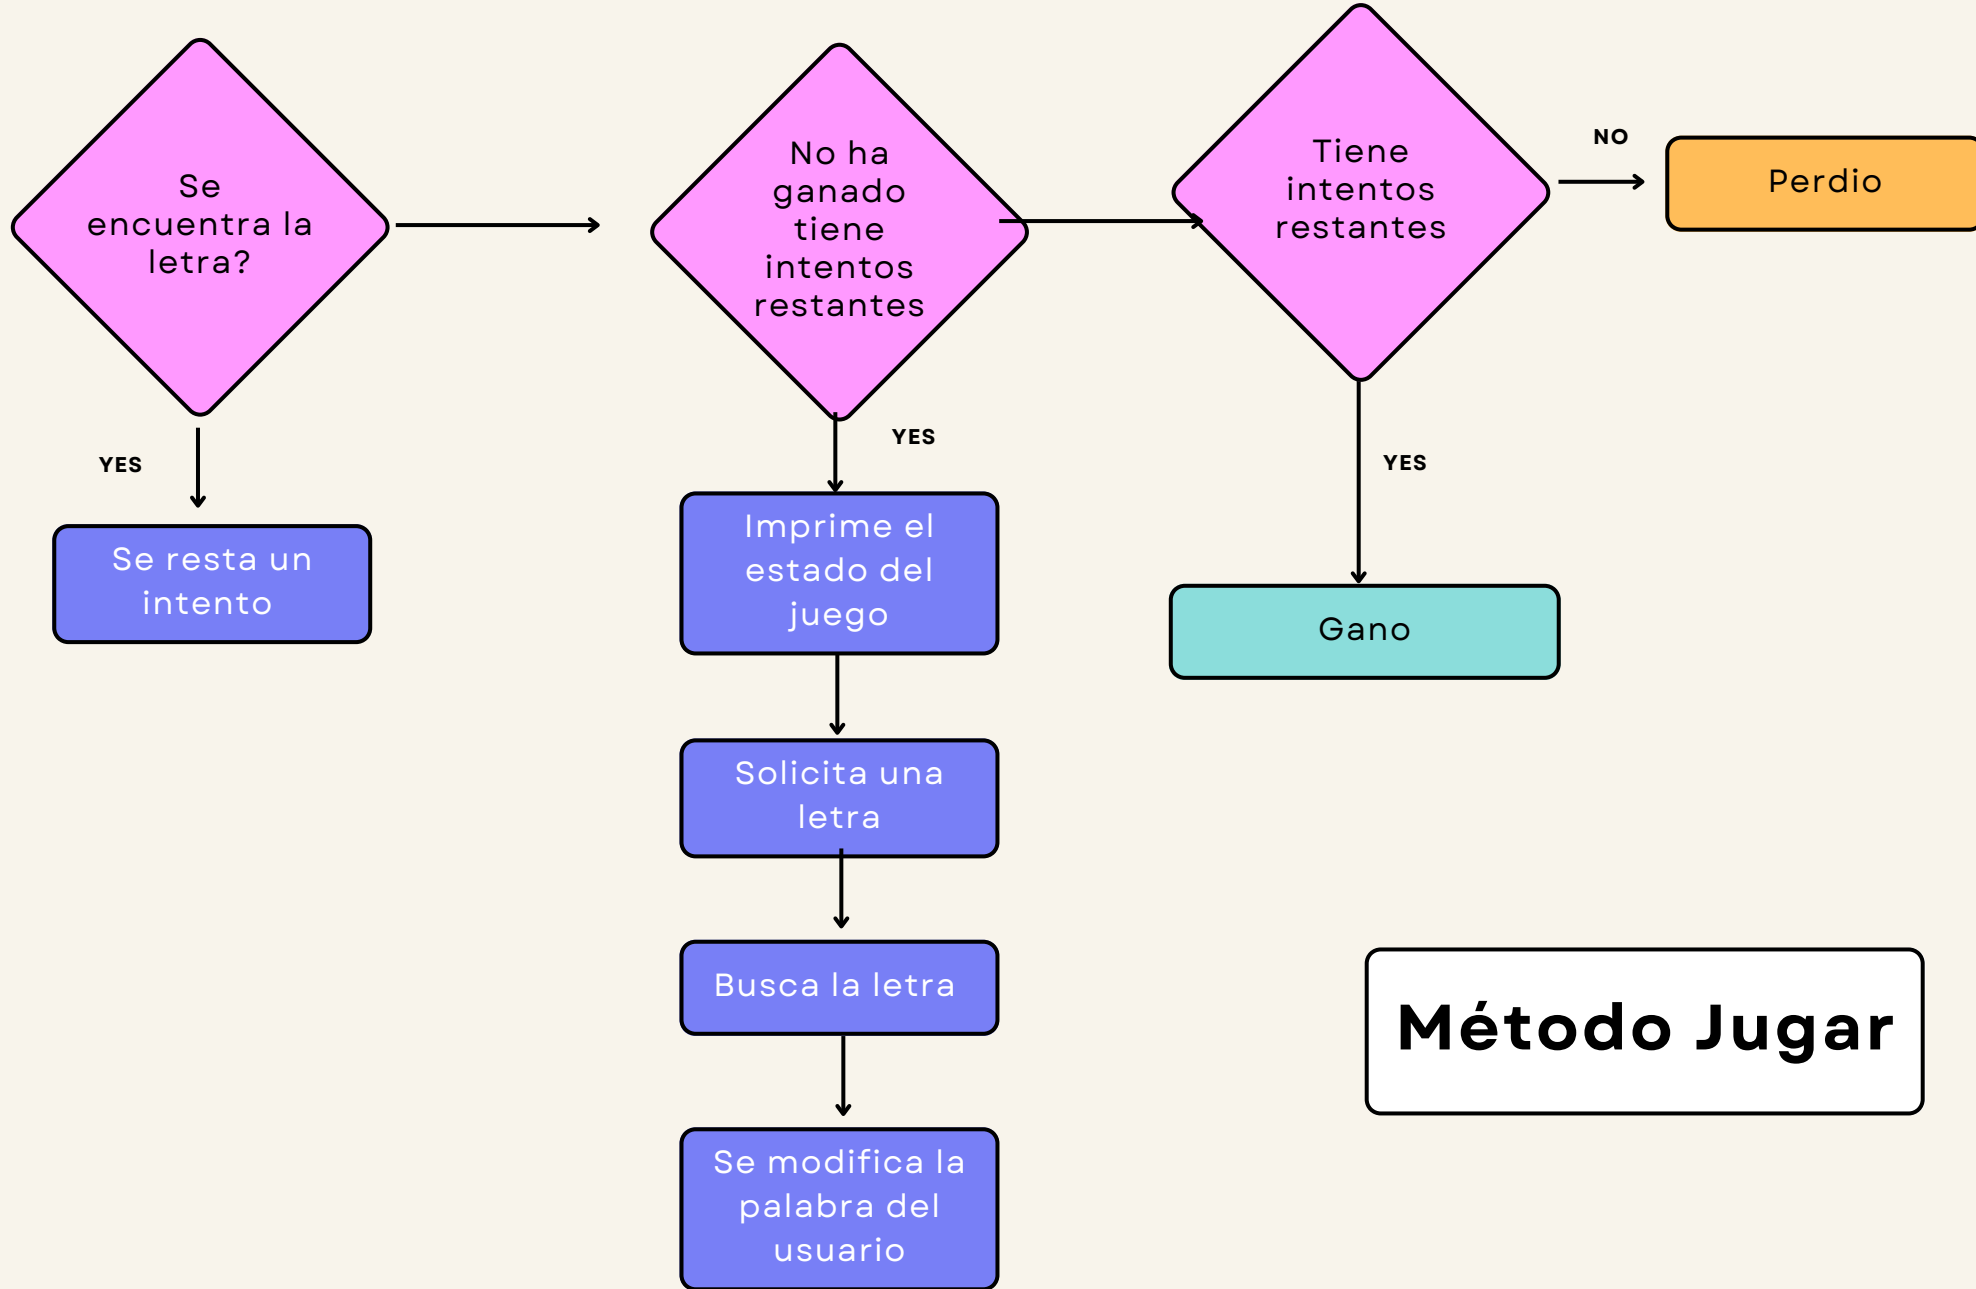 Se
encuentra la
letra?
YES
Se resta un
intento
No ha
ganado
tiene
intentos
restantes
YES
Imprime el
estado del
juego
Solicita una
letra
Busca la letra
Se modifica la
palabra del
usuario
Tiene
intentos
restantes
NO
Perdio
YES
Gano
Método Jugar